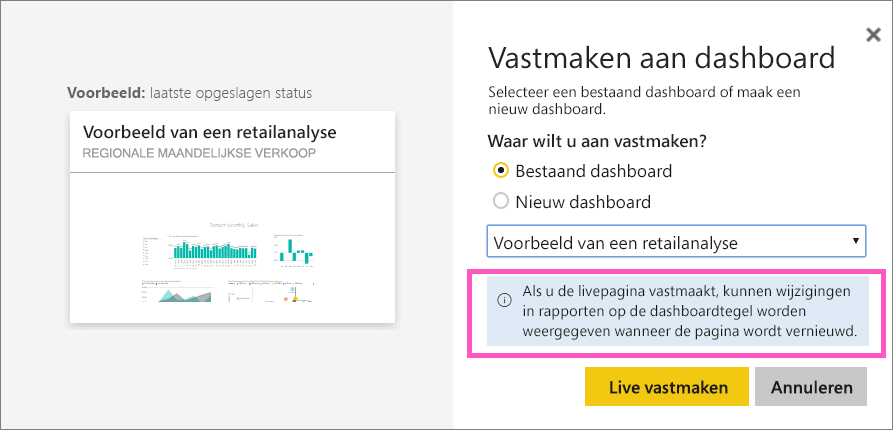 Vastmaken aan dashboard
Selecteer een bestaand dashboard of maak een
nieuw dashboard.
Voorbeeld: laatste opgeslagen status
Voorbeeld van een retailanalyse
REGIONALE MAANDELIJKSE VERKOOP
Waar wilt u aan vastmaken?
Bestaand dashboard
Nieuw dashboard
Voorbeeld van een retailanalyse
Als u de livepagina vastmaakt, kunnen wijzigingen
in rapporten op de dashboardtegel worden
weergegeven wanneer de pagina wordt vernieuwd.
Live vastmaken
Annuleren